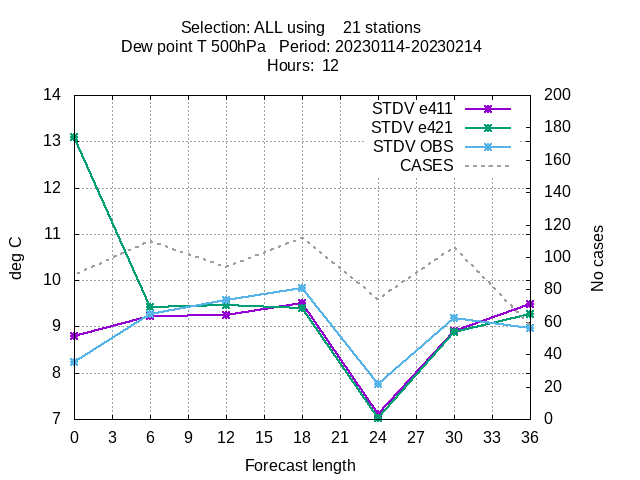 Selection: ALL using    21 stations
Dew point T 500hPa   Period: 20230114-20230214
Hours:  12
14
13
12
11
10
9
8
7
200
180
160
140
120
100
80
60
40
20
0
deg C
No cases
STDV e411
STDV e421
STDV OBS
CASES
0 3 6 9 12 15 18 21 24 27 30 33 36
Forecast length